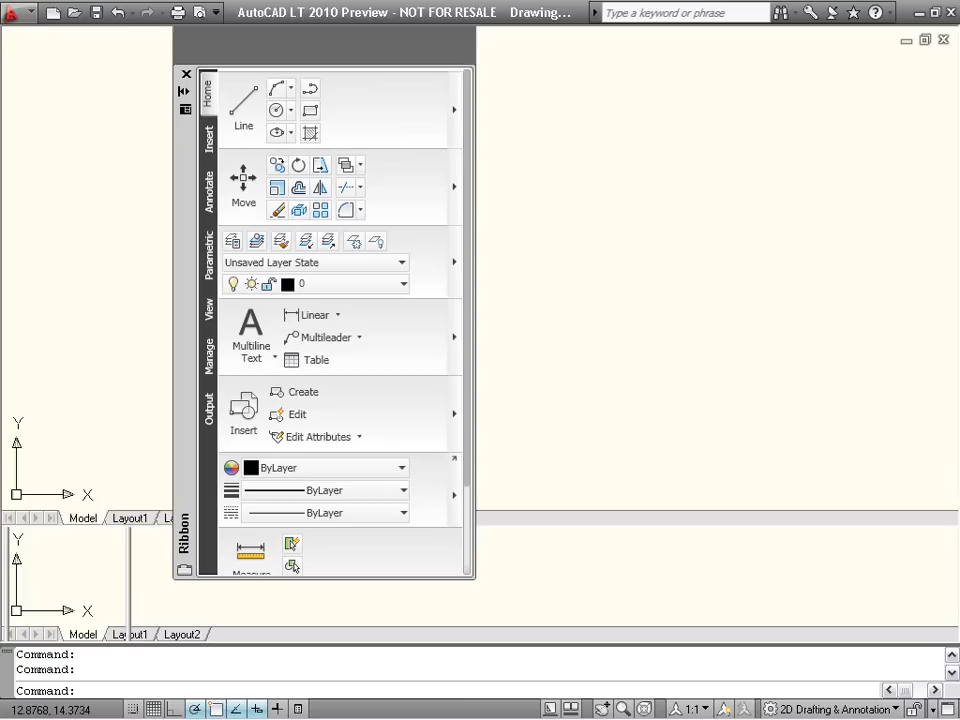 AutoCAD LT 2010 Preview - NOT FOR RESALE Drawing...
Type a keyword or phrase
Home
Insert
Annotate
Parametric
View
Manage
Output
Ribbon
Line
Move
Unsaved Layer State
0
Multiline Text
Linear
Multileader
Table
Insert
Create
Edit
Edit Attributes
ByLayer
ByLayer
ByLayer
Measure
Y
X
Model Layout1 La
Y
X
Model Layout1 Layout2
Command:
Command:
Command:
12.8768, 14.3734
1:1
2D Drafting & Annotation